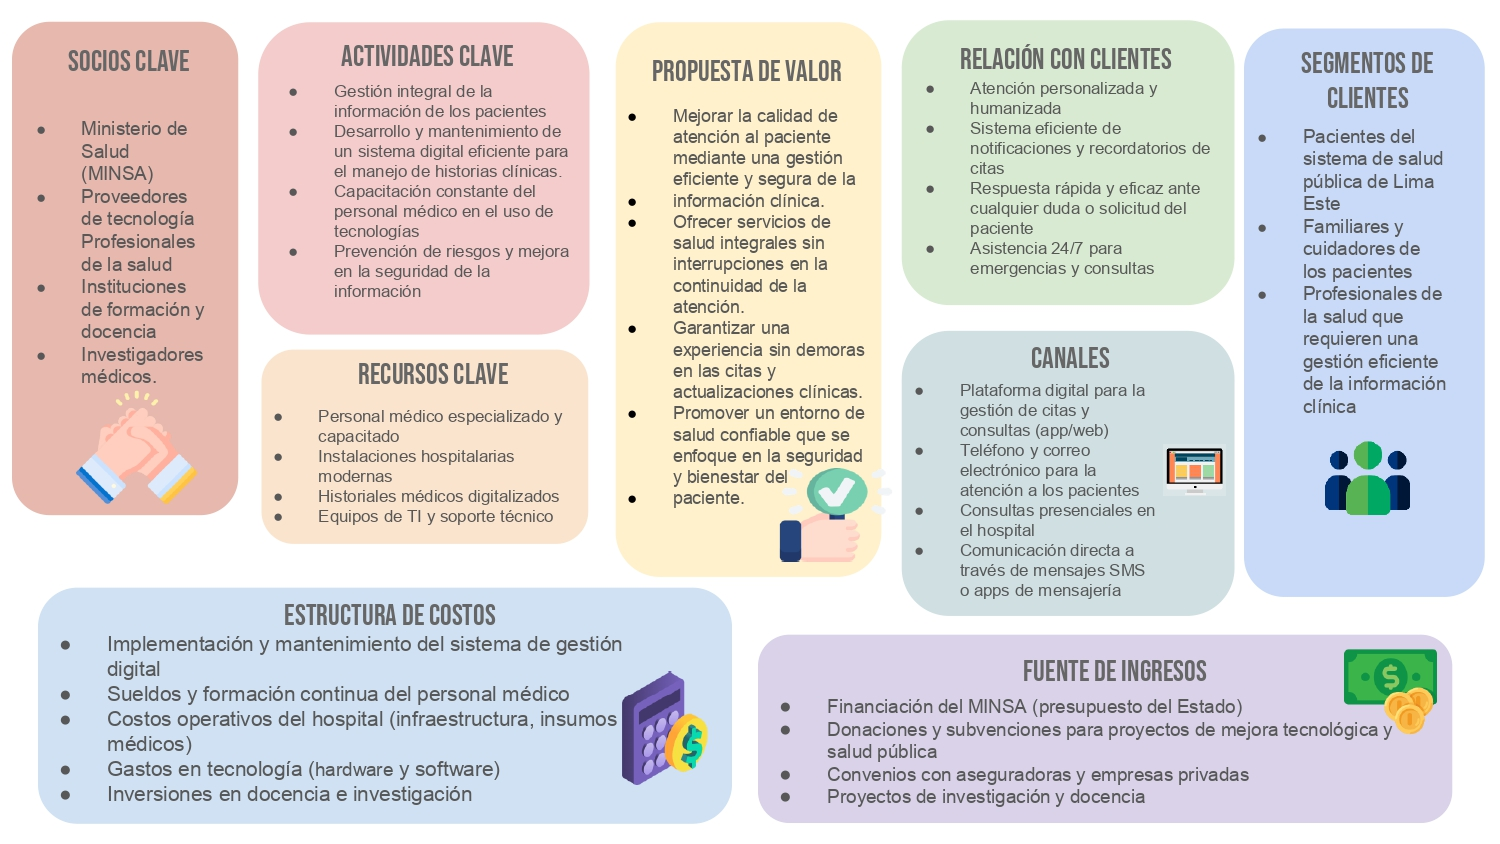 SOCIOS CLAVE
● Ministerio de
Salud
(MINSA)
● Proveedores
de tecnología
Profesionales
de la salud
● Instituciones
de formación y
docencia
● Investigadores
médicos.
ACTIVIDADES CLAVE
● Gestión integral de la
información de los pacientes
● Desarrollo y mantenimiento de
un sistema digital eficiente para
el manejo de historias clínicas.
● Capacitación constante del
personal médico en el uso de
tecnologías
● Prevención de riesgos y mejora
en la seguridad de la
información
RECURSOS CLAVE
● Personal médico especializado y
capacitado
● Instalaciones hospitalarias
modernas
● Historiales médicos digitalizados
● Equipos de TI y soporte técnico
PROPUESTA DE VALOR
● Mejorar la calidad de
atención al paciente
mediante una gestión
eficiente y segura de la
● información clínica.
● Ofrecer servicios de
salud integrales sin
interrupciones en la
continuidad de la
atención.
● Garantizar una
experiencia sin demoras
en las citas y
actualizaciones clínicas.
● Promover un entorno de
salud confiable que se
enfoque en la seguridad
y bienestar del
● paciente.
RELACIÓN CON CLIENTES
● Atención personalizada y
humanizada
● Sistema eficiente de
notificaciones y recordatorios de
citas
● Respuesta rápida y eficaz ante
cualquier duda o solicitud del
paciente
● Asistencia 24/7 para
emergencias y consultas
CANALES
● Plataforma digital para la
gestión de citas y
consultas (app/web)
● Teléfono y correo
electrónico para la
atención a los pacientes
● Consultas presenciales en
el hospital
● Comunicación directa a
través de mensajes SMS
o apps de mensajería
SEGMENTOS DE
CLIENTES
● Pacientes del
sistema de salud
pública de Lima
Este
● Familiares y
cuidadores de
los pacientes
● Profesionales de
la salud que
requieren una
gestión eficiente
de la información
clínica
ESTRUCTURA DE COSTOS
● Implementación y mantenimiento del sistema de gestión
digital
● Sueldos y formación continua del personal médico
● Costos operativos del hospital (infraestructura, insumos
médicos)
● Gastos en tecnología (hardware y software)
● Inversiones en docencia e investigación
FUENTE DE INGRESOS
● Financiación del MINSA (presupuesto del Estado)
● Donaciones y subvenciones para proyectos de mejora tecnológica y
salud pública
● Convenios con aseguradoras y empresas privadas
● Proyectos de investigación y docencia